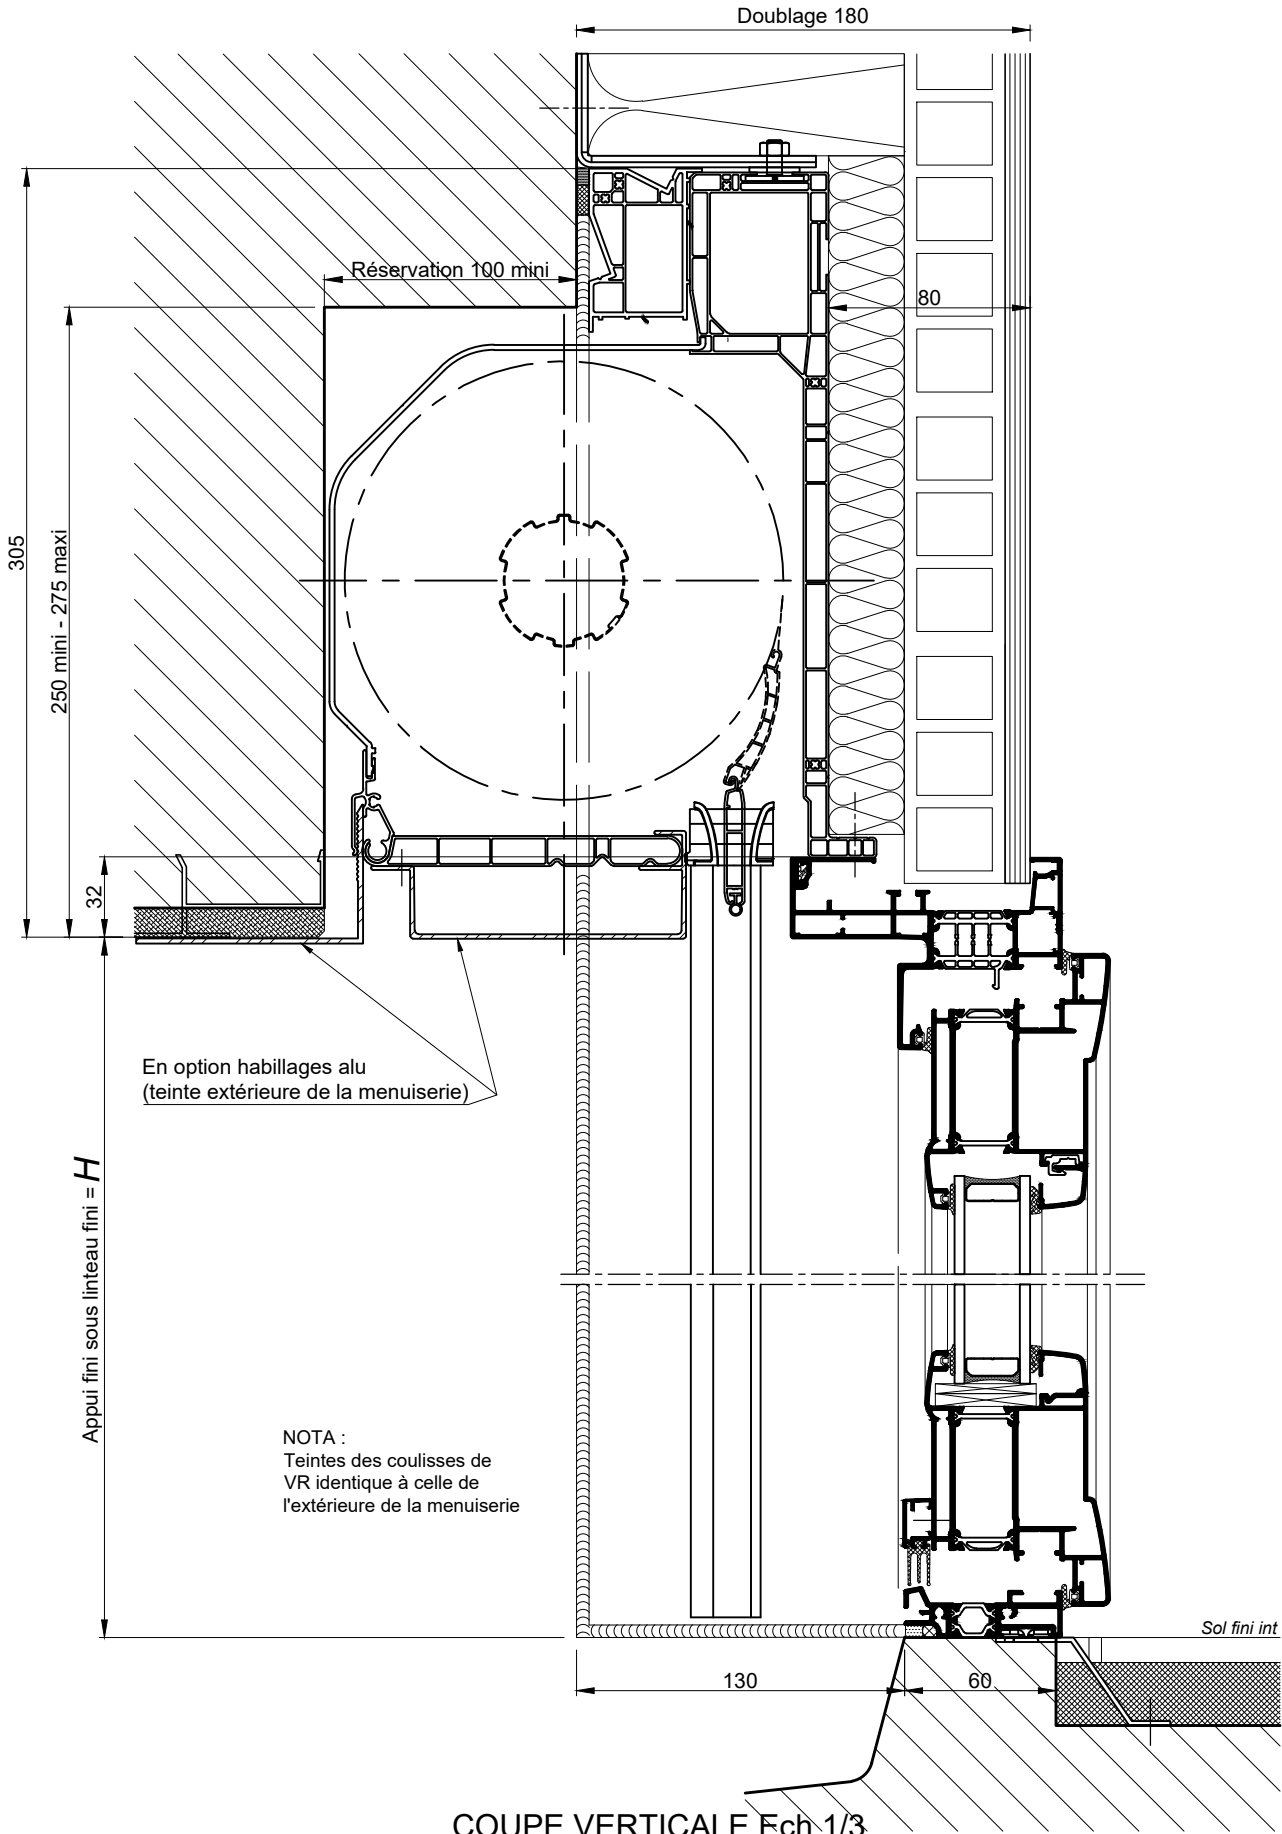 Doublage 180
Réservation 100 mini
80
305
250 mini - 275 maxi
32
En option habillages alu
(teinte extérieure de la menuiserie)
Appui fini sous linteau fini = H
NOTA :
Teintes des coulisses de
VR identique à celle de
l'extérieure de la menuiserie
Sol fini int
130
60
COUPE VERTICALE Ech 1/3